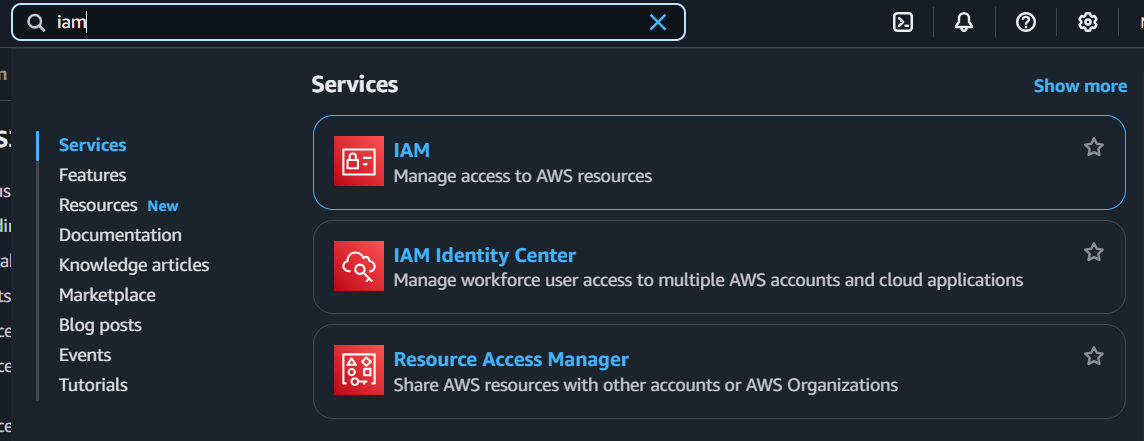 iam
Services
Show more
Services
Features
Resources New
Documentation
Knowledge articles
Marketplace
Blog posts
Events
Tutorials
IAM
Manage access to AWS resources
IAM Identity Center
Manage workforce user access to multiple AWS accounts and cloud applications
Resource Access Manager
Share AWS resources with other accounts or AWS Organizations